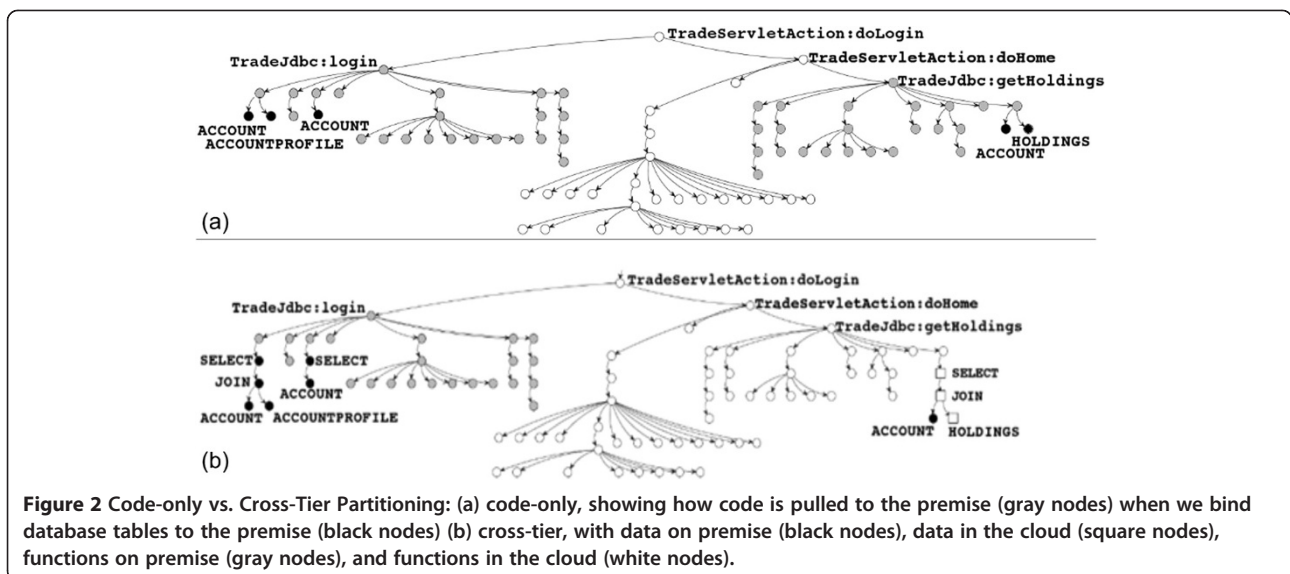 TradeServletAction:doLogin
TradeServletAction:doHome
TradeJdbc:login
TradeJdbc:getHoldings
ACCOUNT
ACCOUNT
ACCOUNTPROFILE
HOLDINGS
ACCOUNT
(a)
TradeServletAction:doLogin
TradeServletAction:doHome
TradeJdbc:login
TradeJdbc:getHoldings
SELECT
SELECT
SELECT
JOIN
ACCOUNT
JOIN
ACCOUNT
ACCOUNTPROFILE
ACCOUNT
HOLDINGS
(b)
Figure 2 Code-only vs. Cross-Tier Partitioning: (a) code-only, showing how code is pulled to the premise (gray nodes) when we bind
database tables to the premise (black nodes) (b) cross-tier, with data on premise (black nodes), data in the cloud (square nodes),
functions on premise (gray nodes), and functions in the cloud (white nodes).